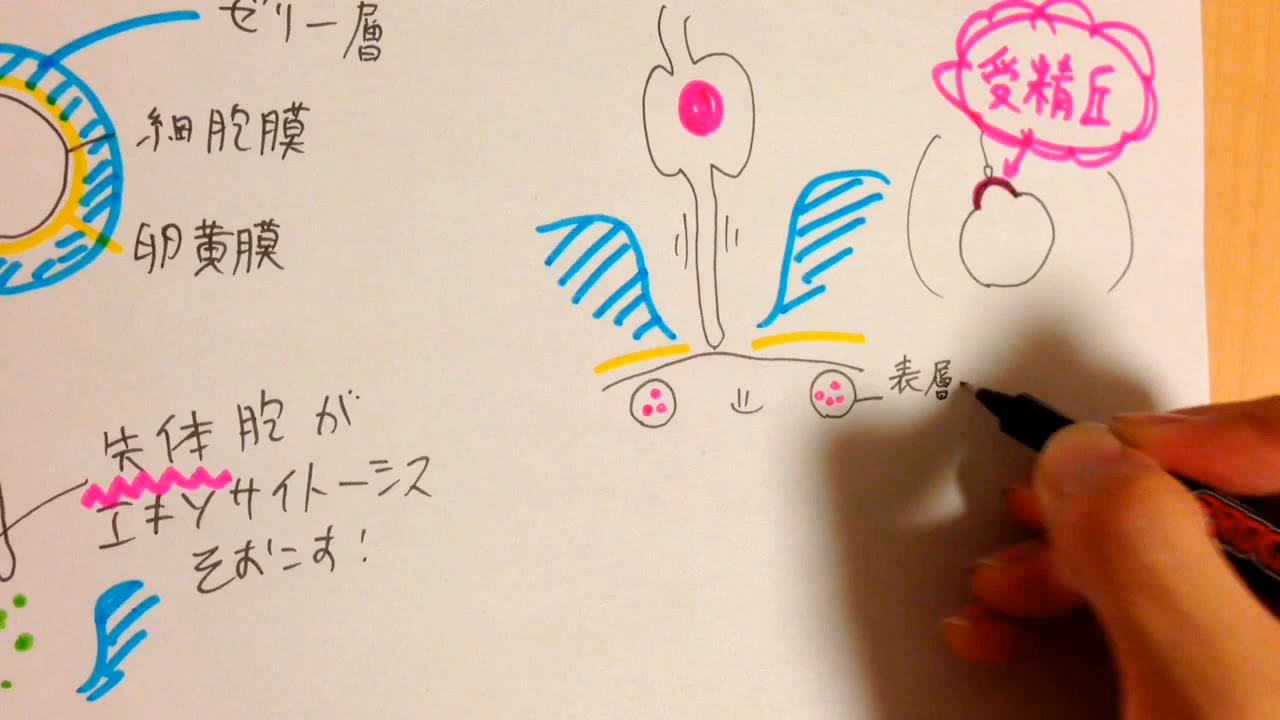 ゼリー層
細胞膜
卵黄膜
先体胞が
エキソサイトーシス
をおこす!
受精丘
表層